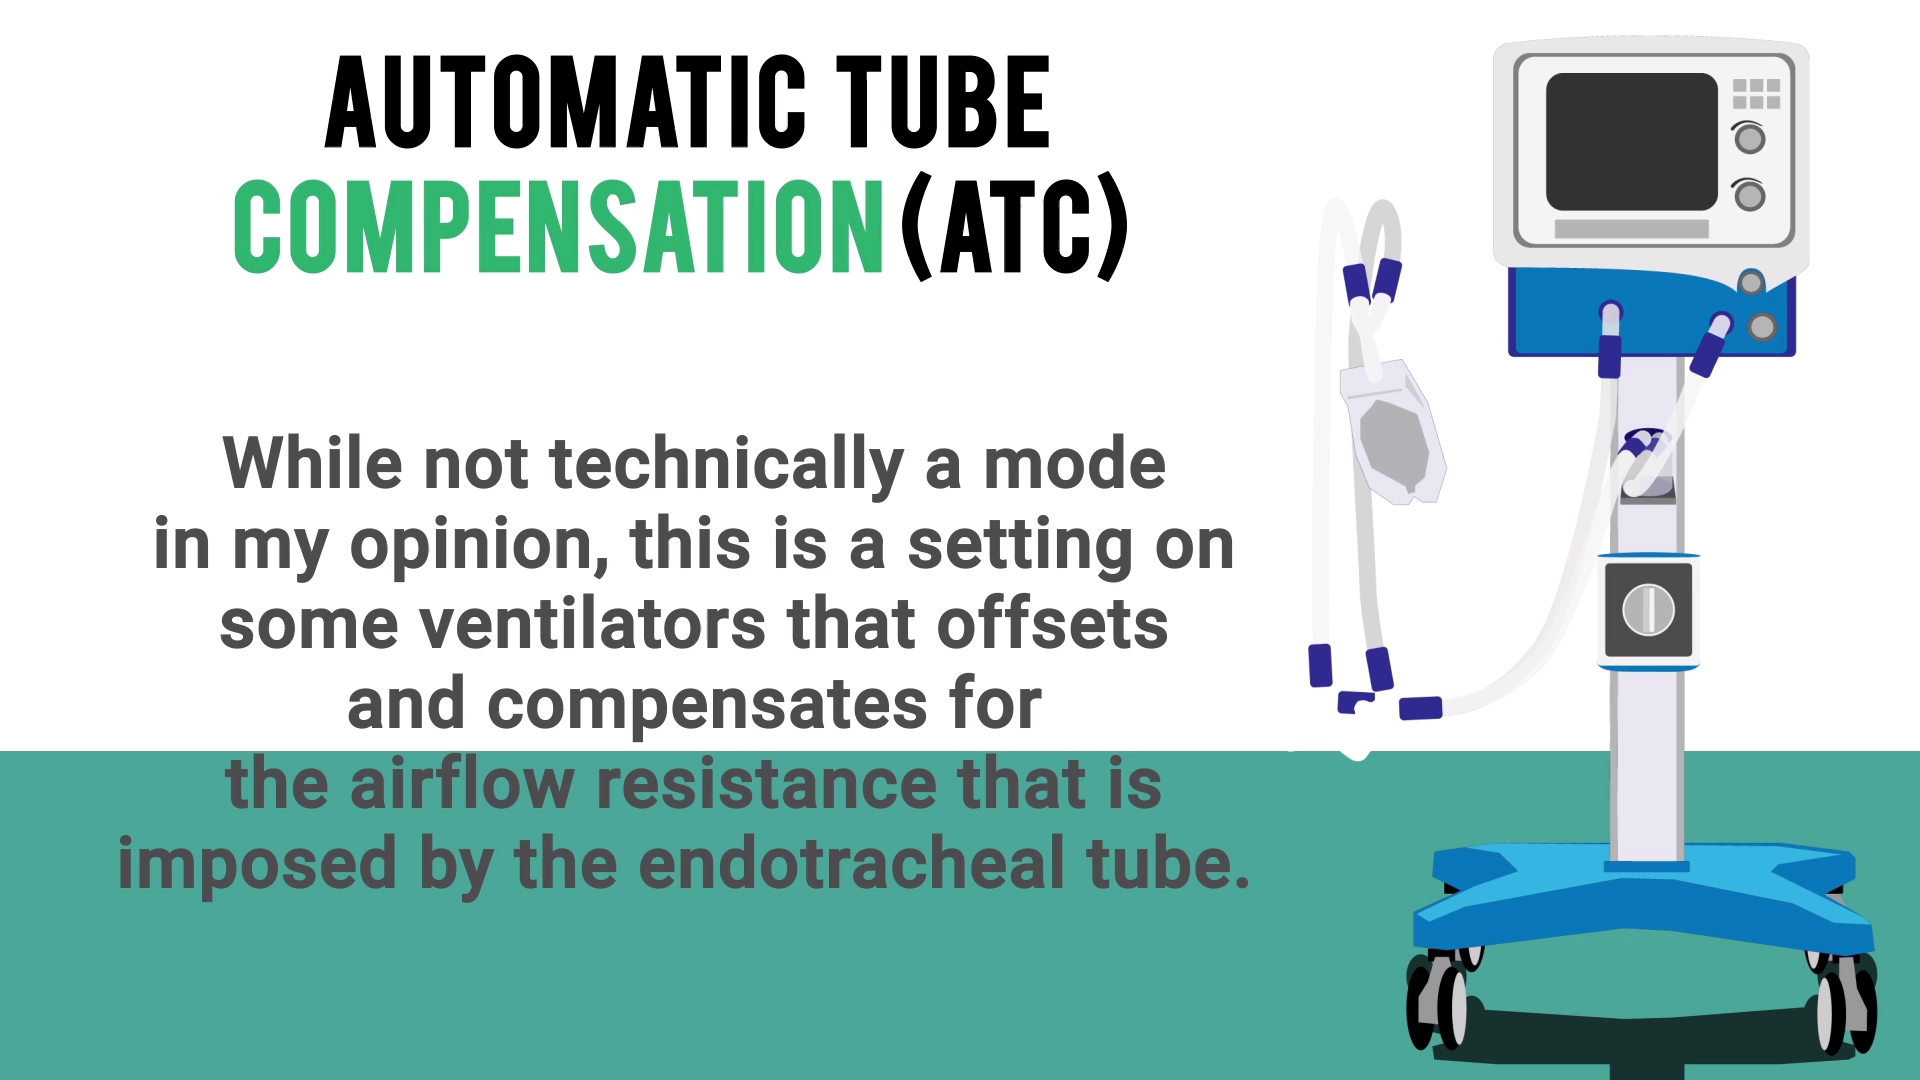 AUTOMATIC TUBE
COMPENSATION (ATC)
While not technically a mode
in my opinion, this is a setting on
some ventilators that offsets
and compensates for
the airflow resistance that is
imposed by the endotracheal tube.